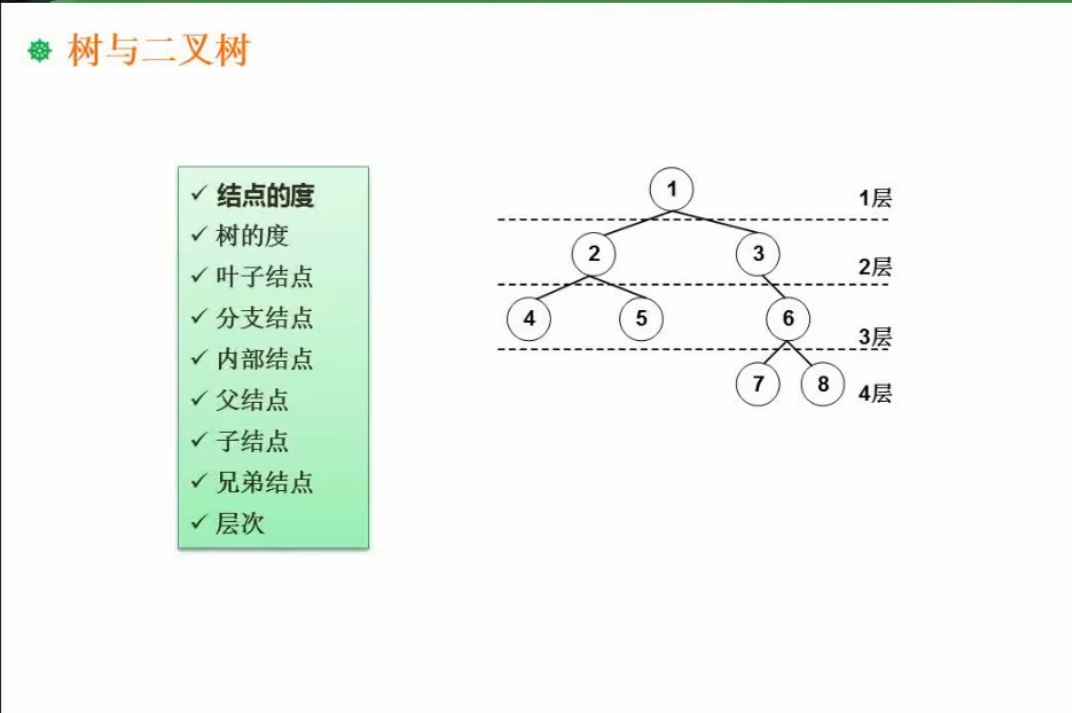 树与二叉树
结点的度
树的度
叶子结点
分支结点
内部结点
父结点
子结点
兄弟结点
层次
1
1层
2 3
2层
4 5 6
3层
7 8
4层